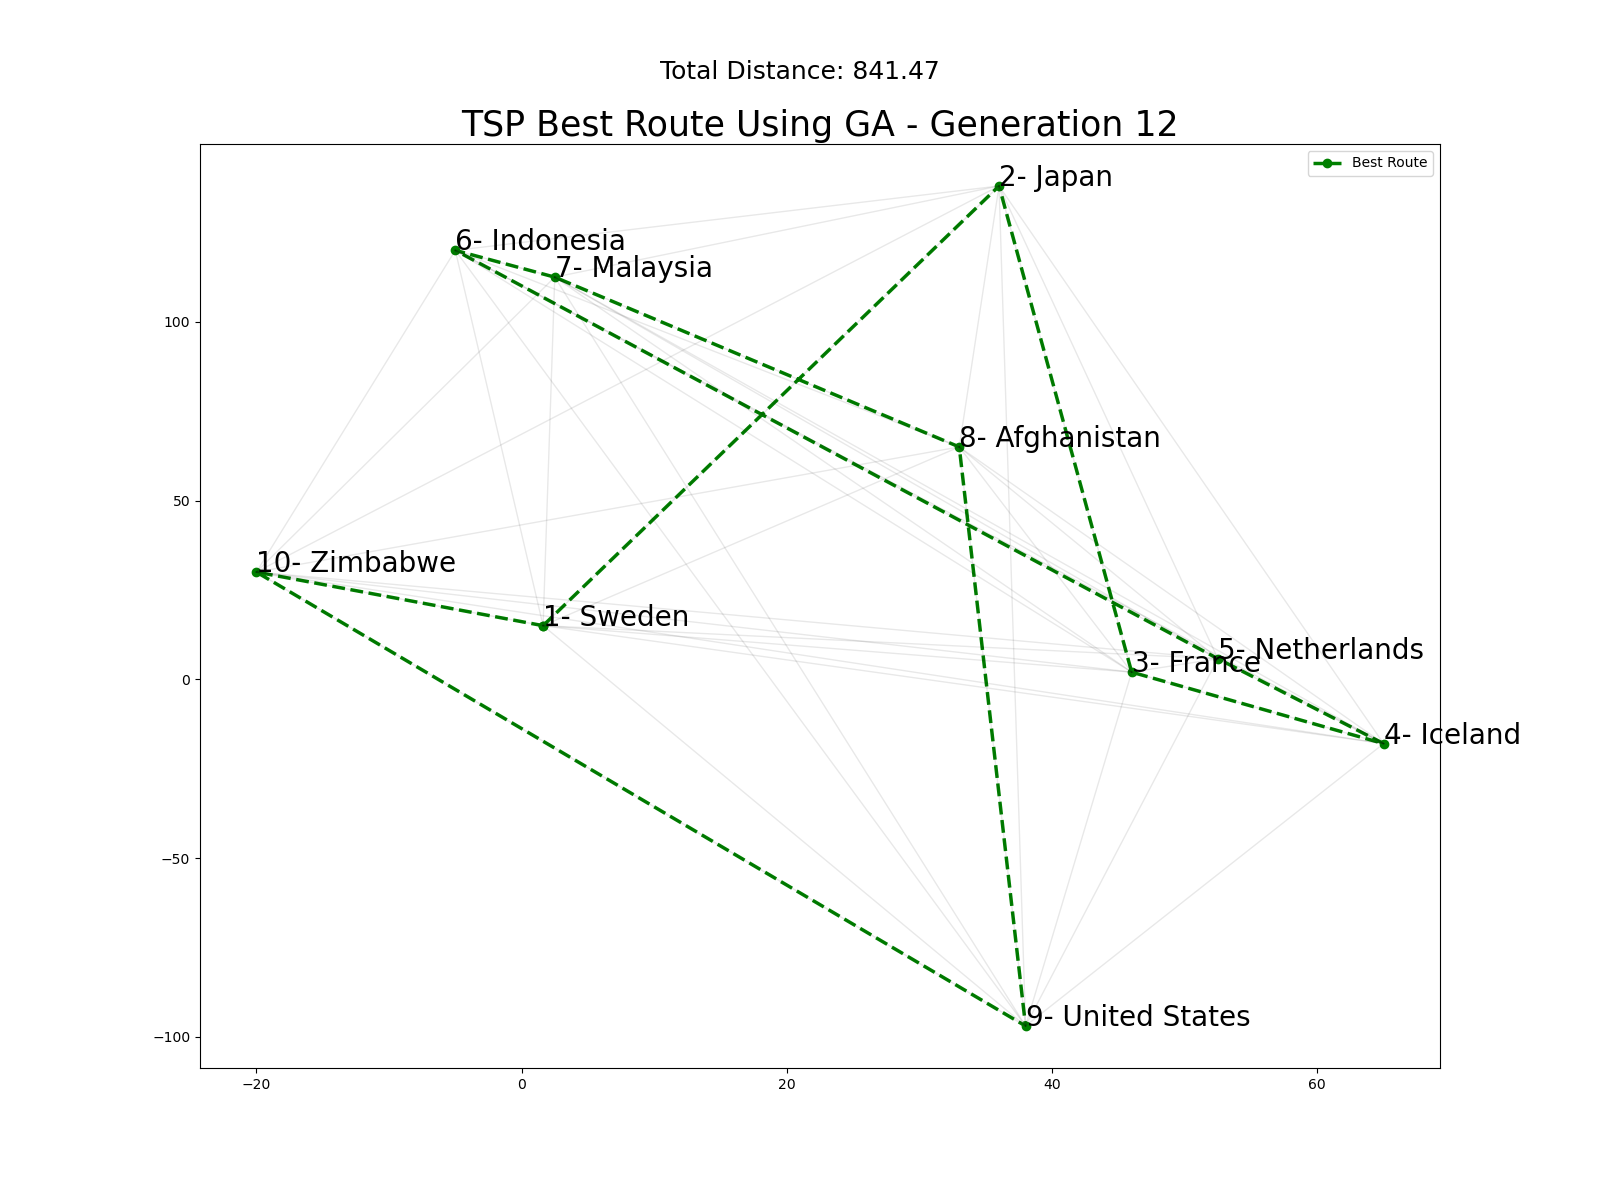 Total Distance: 841.47
TSP Best Route Using GA - Generation 12
Best Route
2- Japan
6- Indonesia
7- Malaysia
8- Afghanistan
10- Zimbabwe
1- Sweden
5- Netherlands
3- France
4- Iceland
9- United States
100
50
0
−50
−100
−20
0
20
40
60